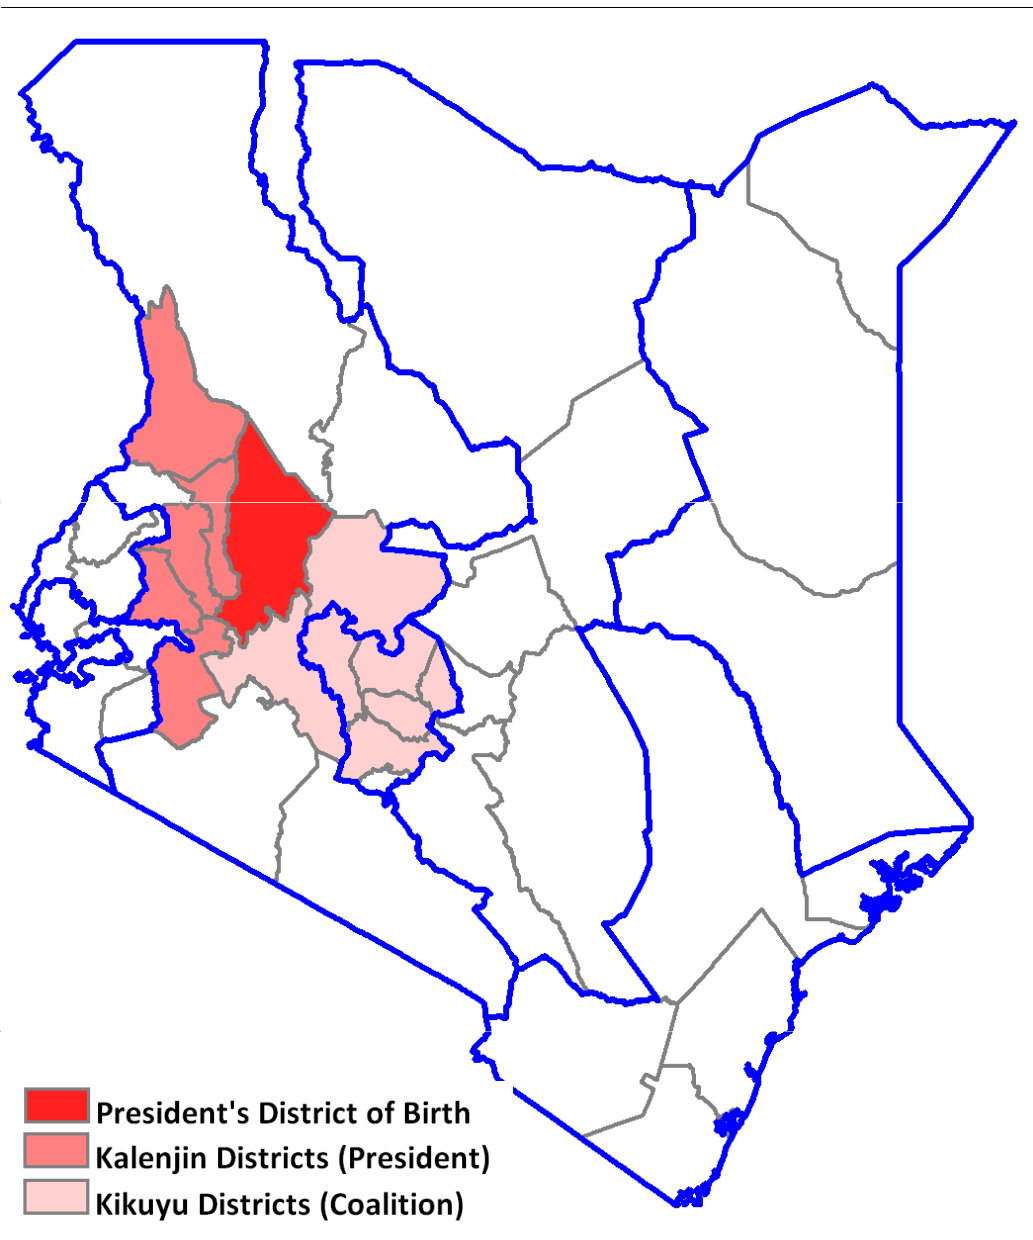 President's District of Birth
Kalenjin Districts (President)
Kikuyu Districts (Coalition)